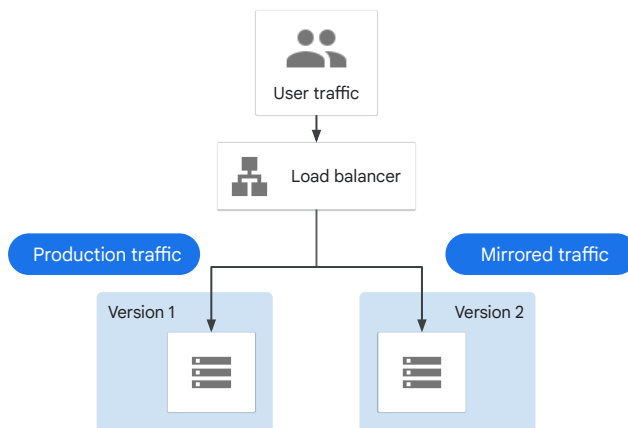 User traffic
Load balancer
Production traffic
Mirrored traffic
Version 1
Version 2